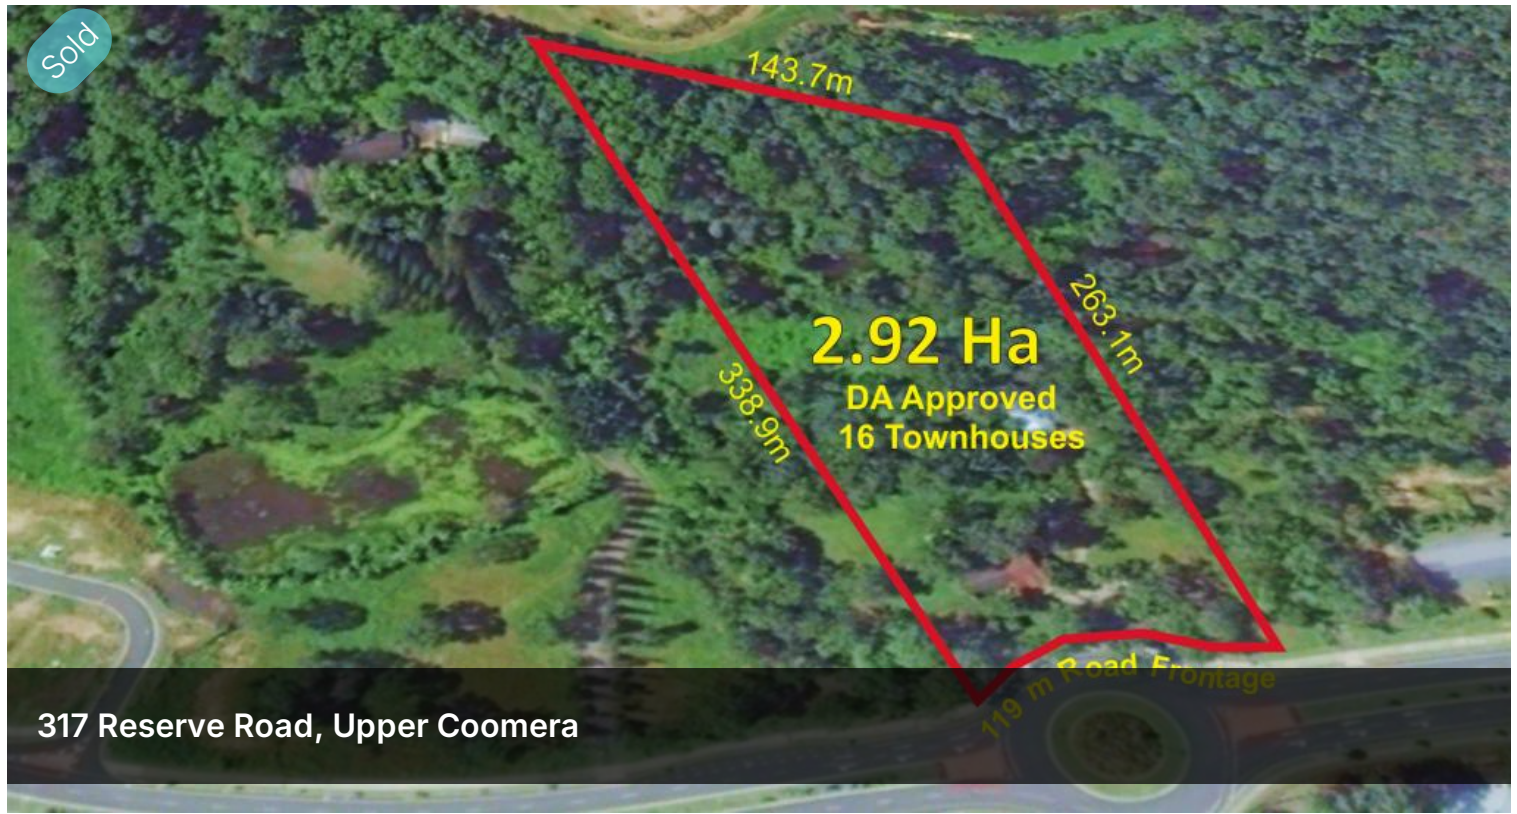 Sold
143.7m
263.1m
2.92 Ha
338.9m
DA Approved
16 Townhouses
119 m Road Frontage
317 Reserve Road, Upper Coomera